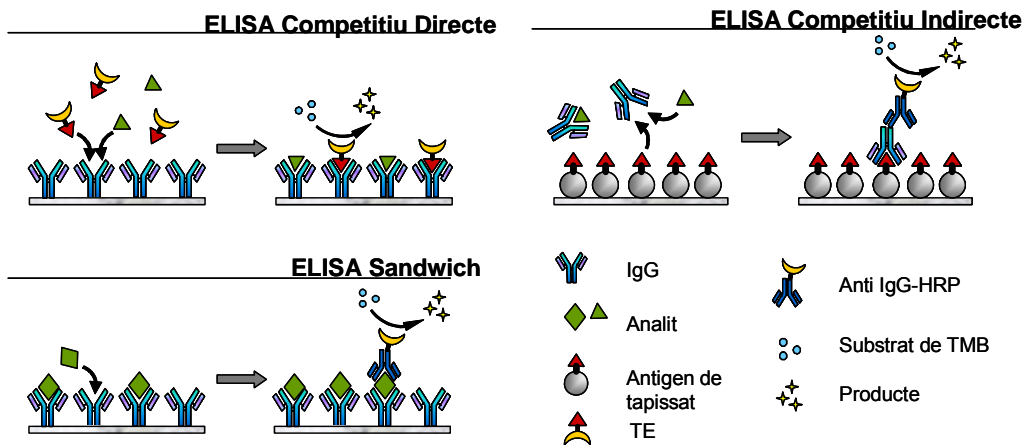 ELISA Competitiu Directe
ELISA Competitiu Indirecte
ELISA Sandwich
IgG
Analit
Antigen de
tapissat
TE
Anti IgG-HRP
Substrat de TMB
Producte